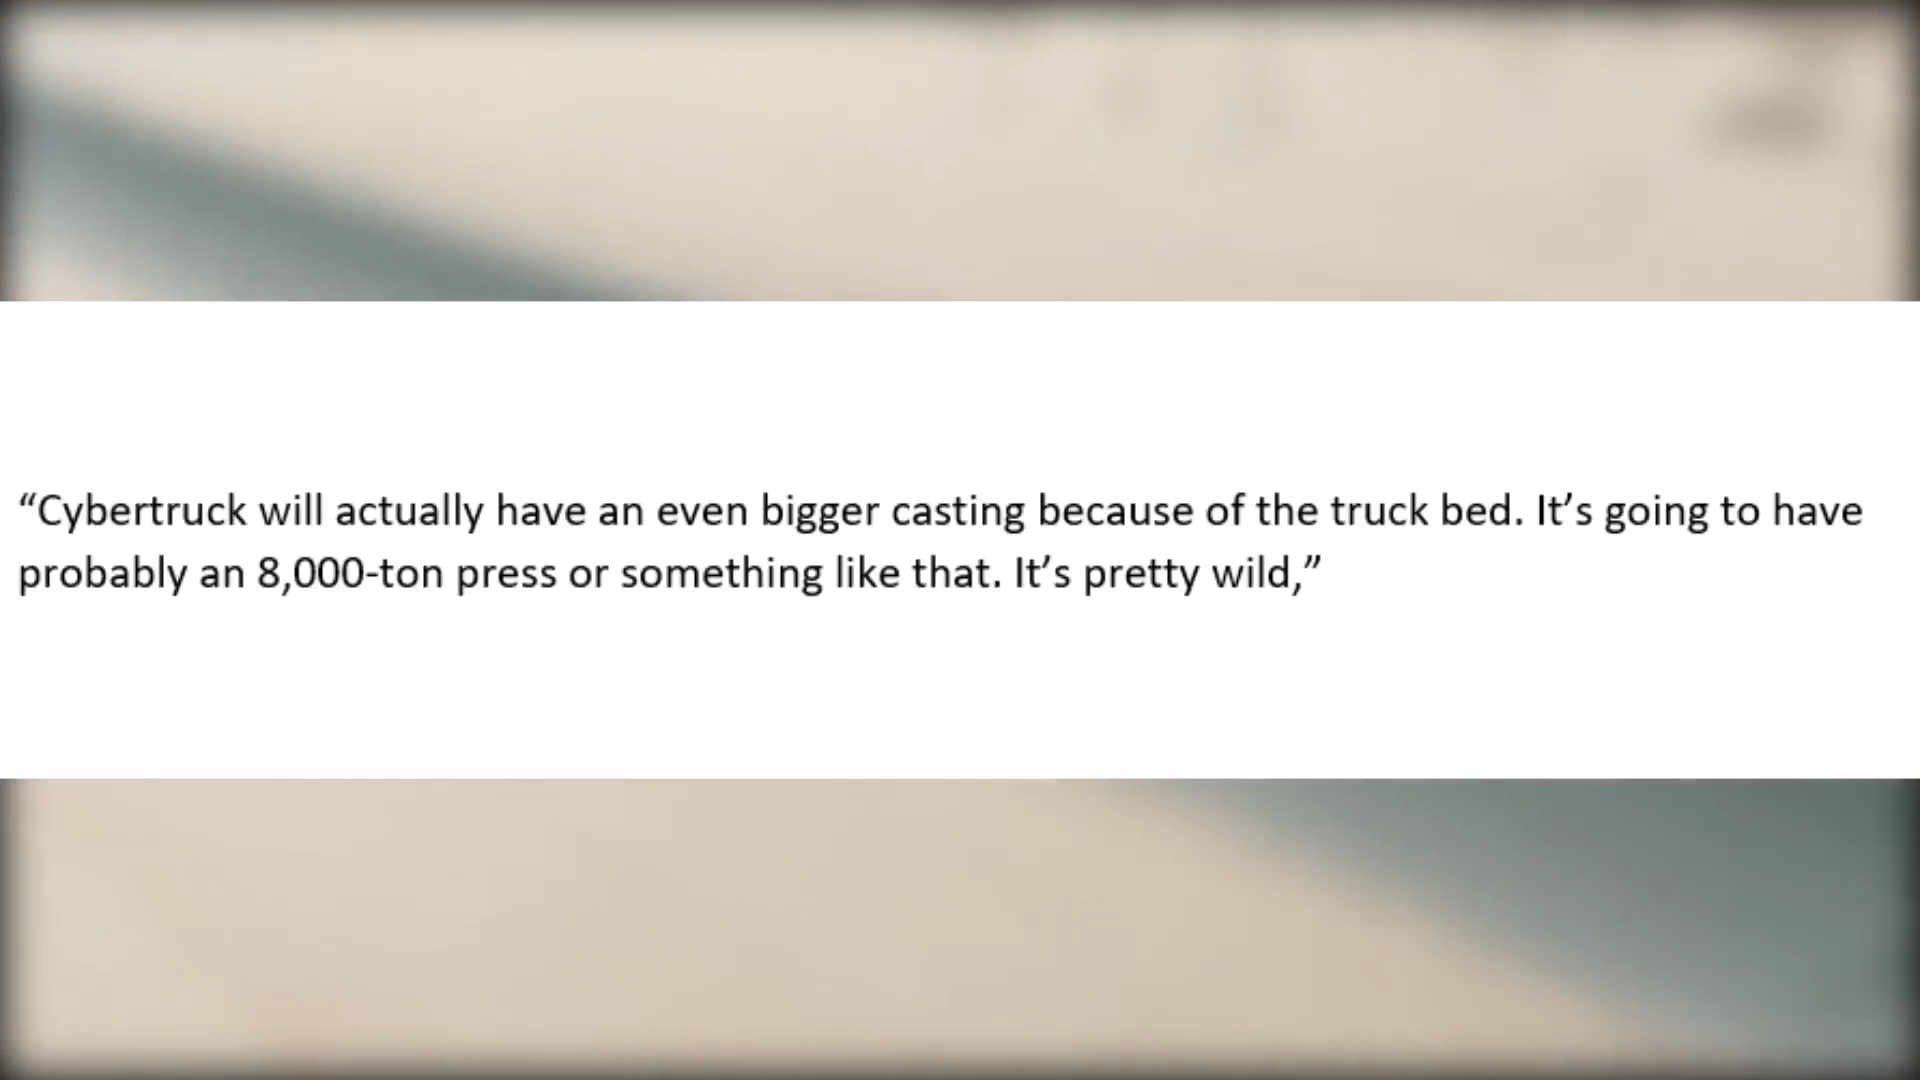 “Cybertruck will actually have an even bigger casting because of the truck bed. It’s going to have
probably an 8,000-ton press or something like that. It’s pretty wild,”